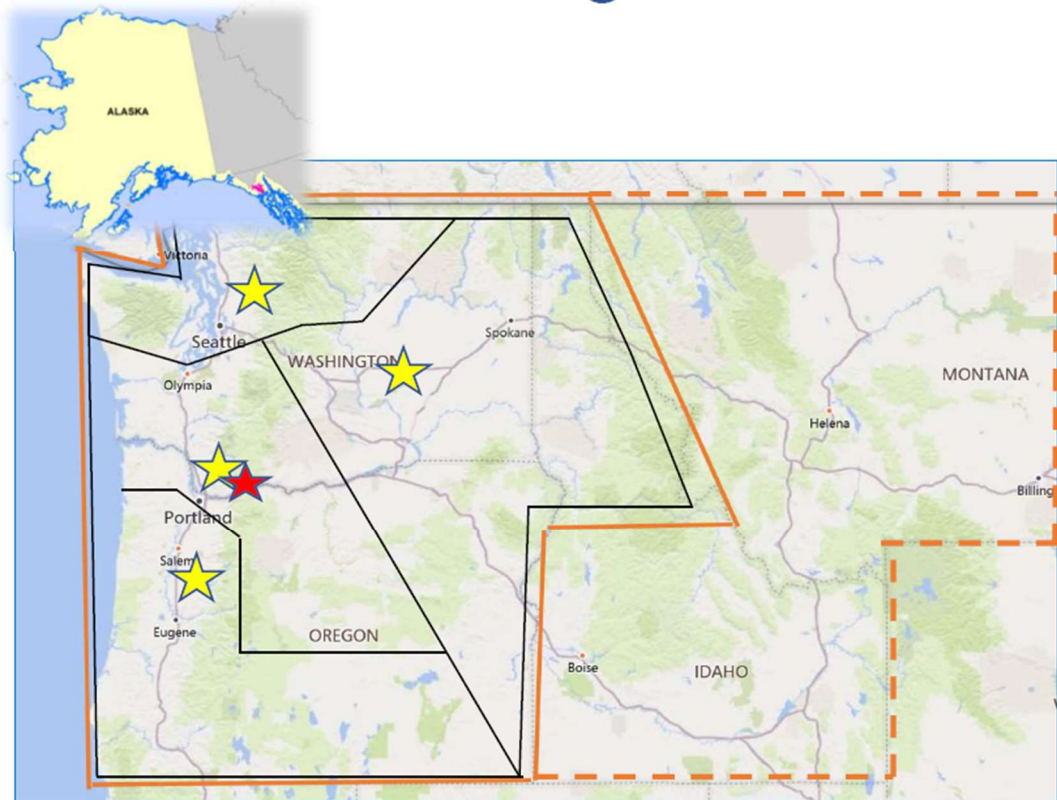 ALASKA
Victoria
Seattle
Spokane
WASHINGTON
Olympia
MONTANA
Helena
Billing
Portland
Salem
Eugene
OREGON
Boise
IDAHO